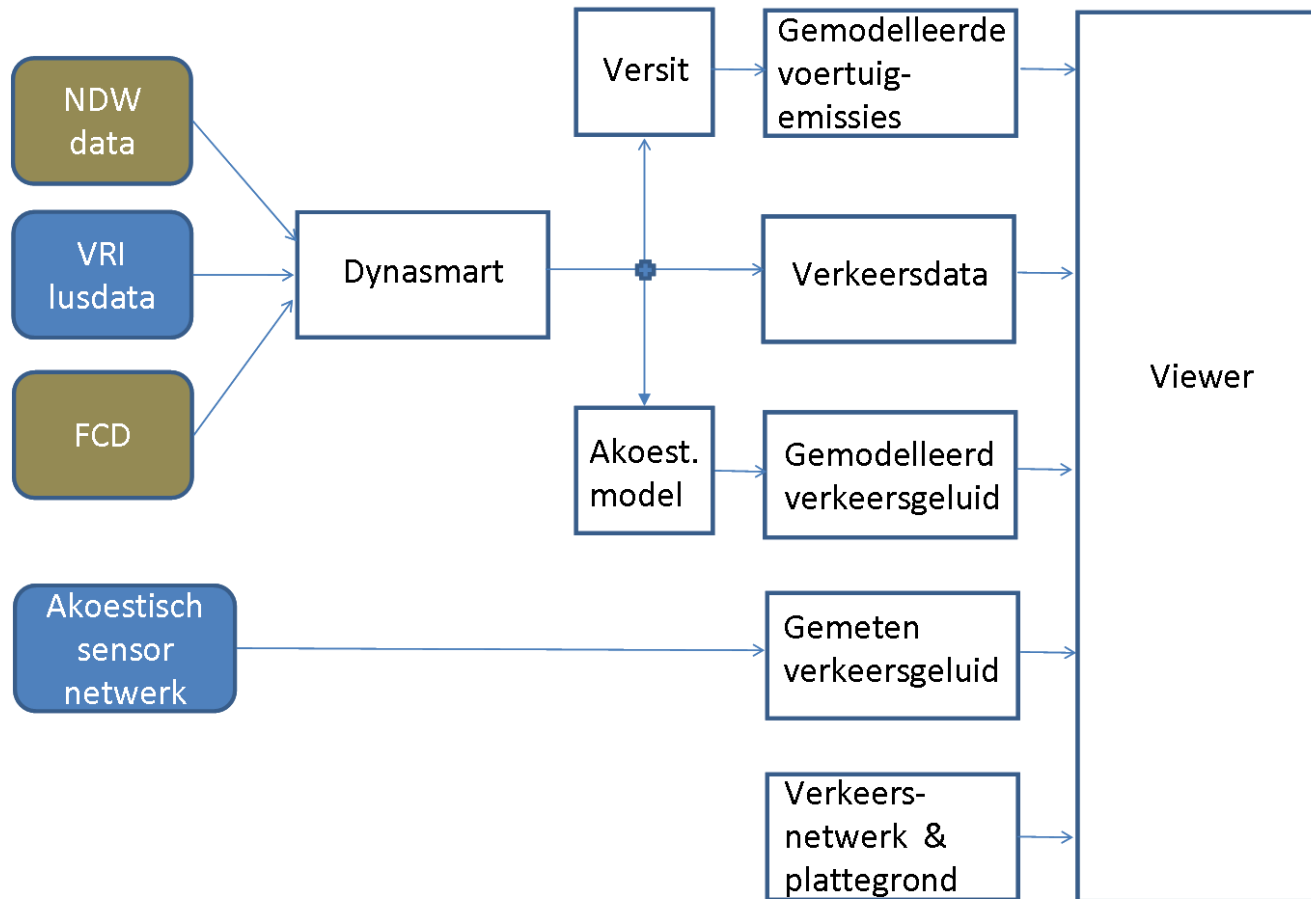 NDW
data
VRI
lusdata
FCD
Dynasmart
Versit
Akoest.
model
Gemodelleerde
voertuig-
emissies
Verkeersdata
Gemodelleerd
verkeersgeluid
Akoestisch
sensor
netwerk
Gemeten
verkeersgeluid
Verkeers-
netwerk & 
plattegrond
Viewer